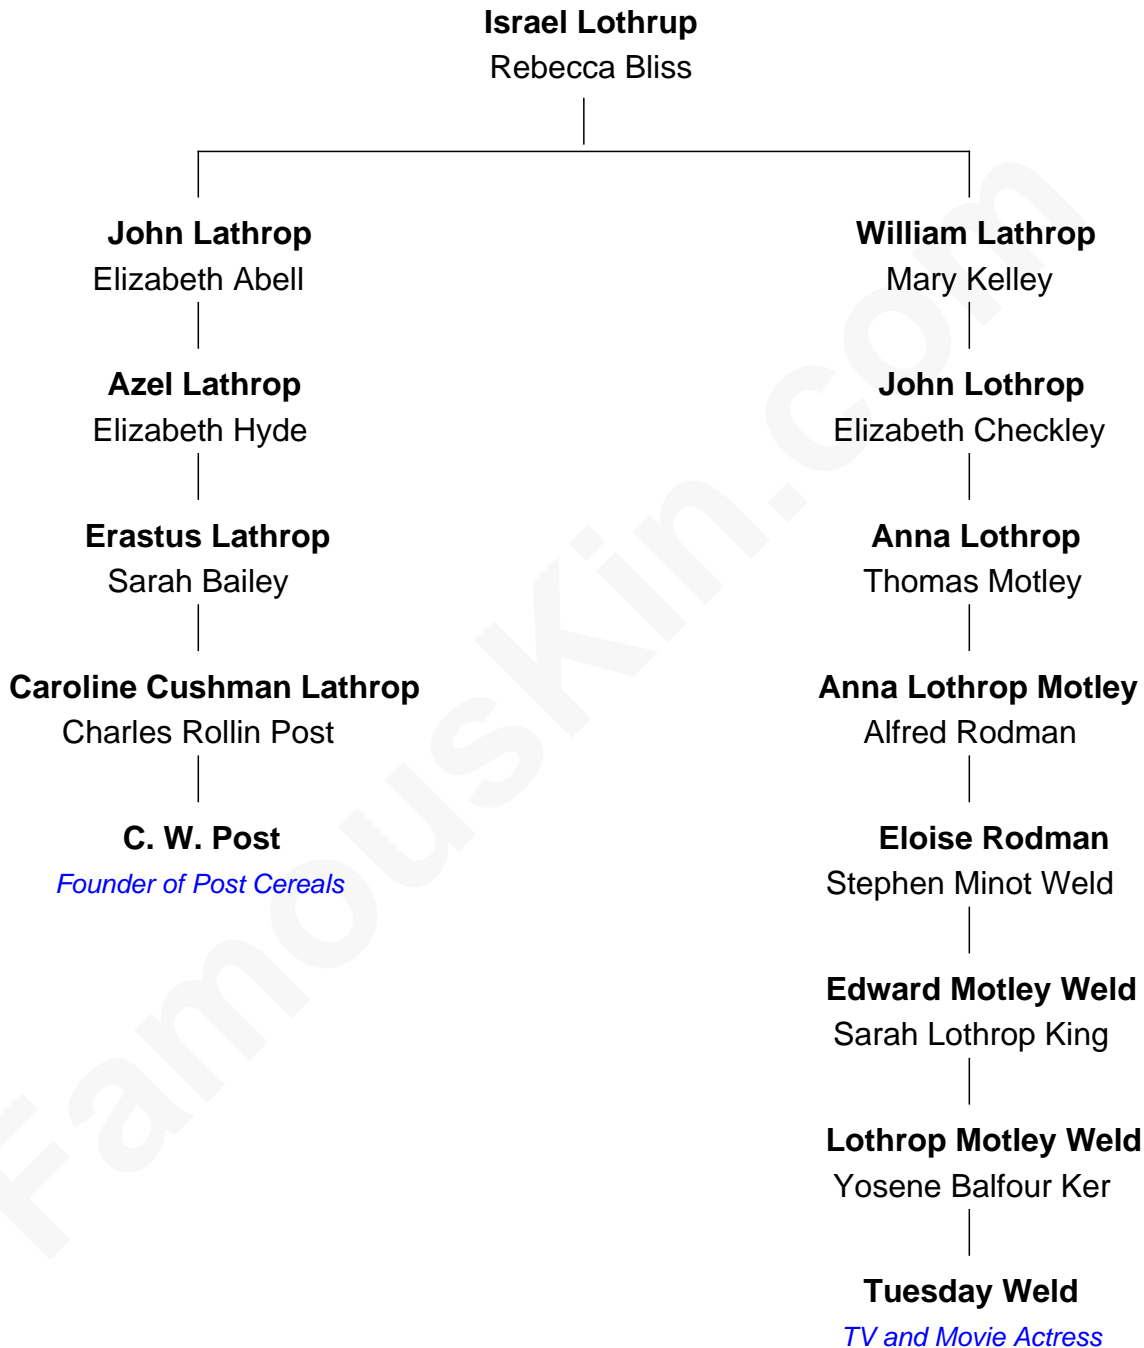 Israel Lothrup
Rebecca Bliss
John Lathrop
Elizabeth Abell
Azel Lathrop
Elizabeth Hyde
Erastus Lathrop
Sarah Bailey
Caroline Cushman Lathrop
Charles Rollin Post
C. W. Post
Founder of Post Cereals
William Lathrop
Mary Kelley
John Lothrop
Elizabeth Checkley
Anna Lothrop
Thomas Motley
Anna Lothrop Motley
Alfred Rodman
Eloise Rodman
Stephen Minot Weld
Edward Motley Weld
Sarah Lothrop King
Lothrop Motley Weld
Yosene Balfour Ker
Tuesday Weld
TV and Movie Actress
FamousKin.com